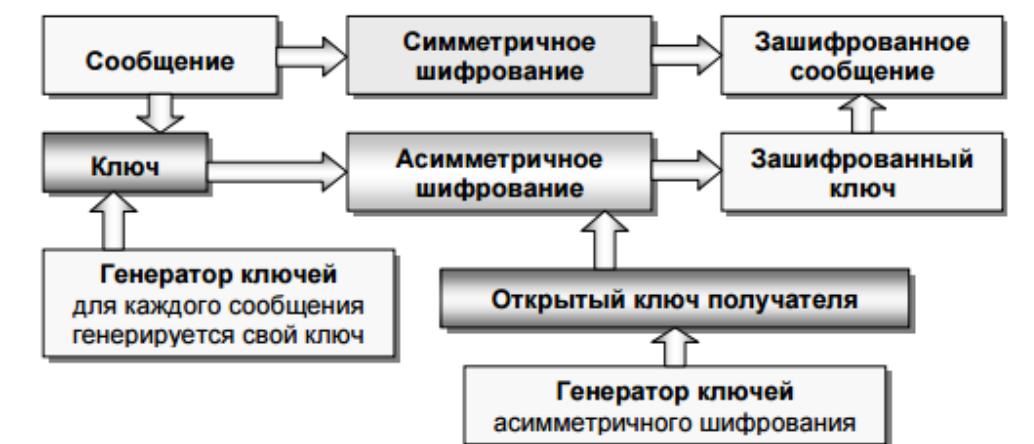 Сообщение
Симметричное
шифрование
Зашифрованное
сообщение
Ключ
Асимметричное
шифрование
Зашифрованный
ключ
Генератор ключей
для каждого сообщения
генерируется свой ключ
Открытый ключ получателя
Генератор ключей
асимметричного шифрования